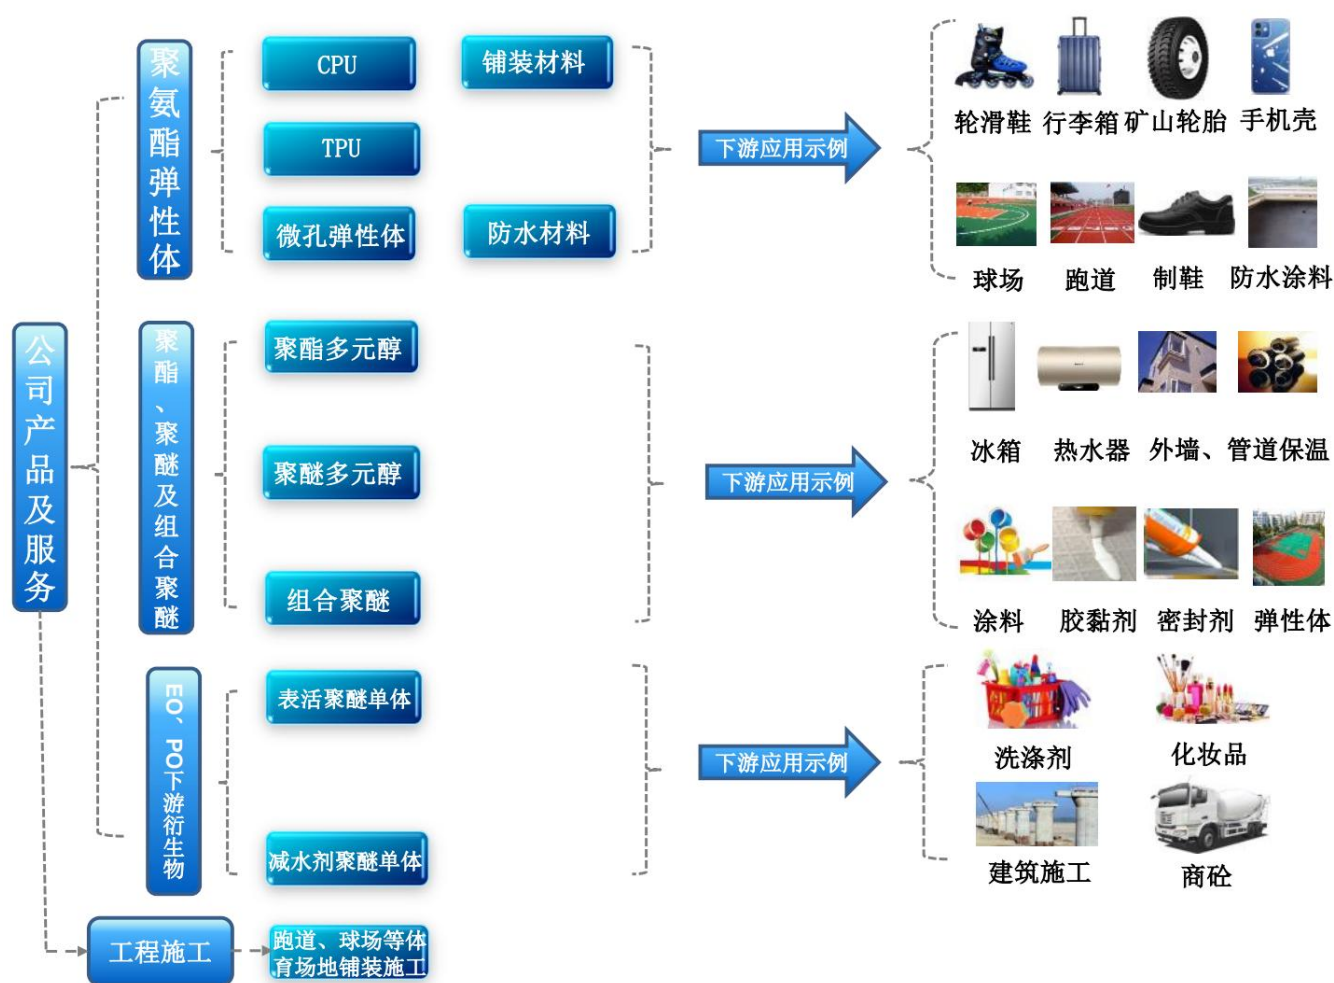 公司产品及服务
聚氨酯弹性体
CPU
铺装材料
TPU
微孔弹性体
防水材料
下游应用示例
轮滑鞋
行李箱
矿山轮胎
手机壳
球场
跑道
制鞋
防水涂料
聚酯、聚醚及组合聚醚
聚酯多元醇
聚醚多元醇
组合聚醚
下游应用示例
冰箱
热水器
外墙、管道保温
涂料
胶黏剂
密封剂
弹性体
EO、PO下游衍生物
表活聚醚单体
减水剂聚醚单体
下游应用示例
洗涤剂
化妆品
建筑施工
商砼
工程施工
跑道、球场等体
育场地铺装施工